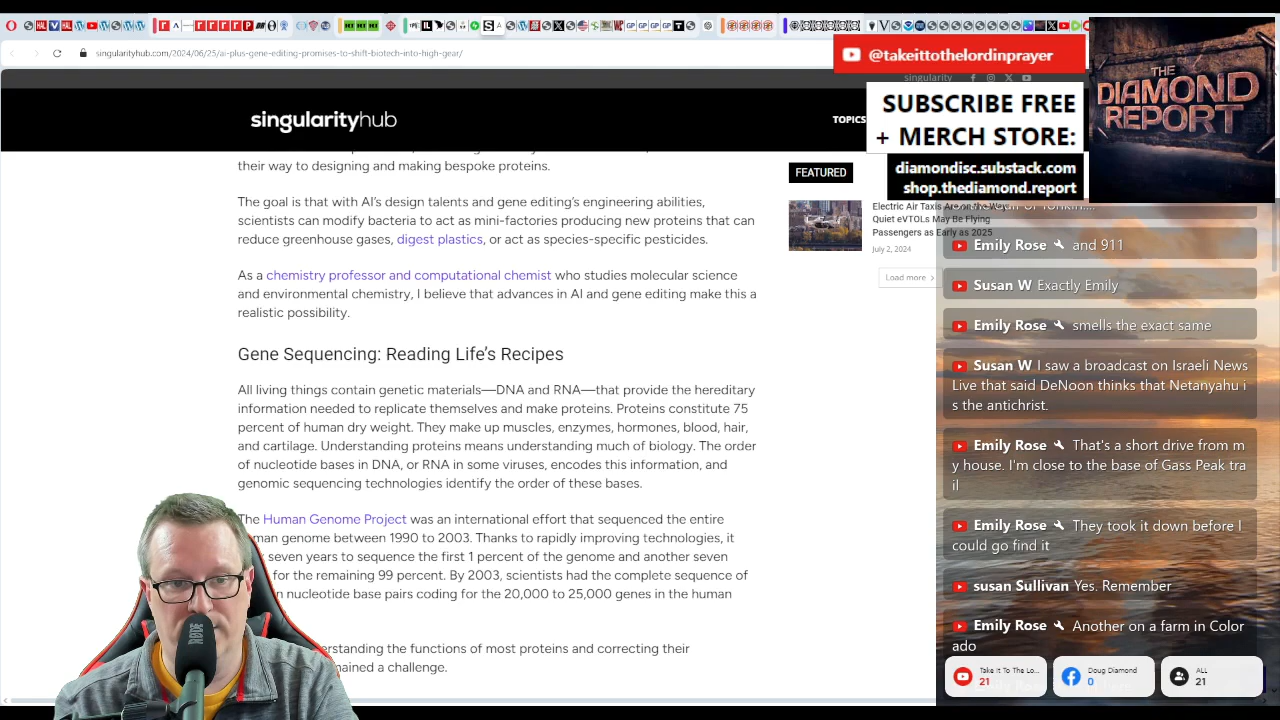 singularityhub.com/2024/06/25/ai-plus-gene-editing-promises-to-shift-biotech-into-high-gear/
@takeittothelordinprayer
singularity
SUBSCRIBE FREE
+ MERCH STORE:
diamondisc.substack.com
shop.thediamond.report
THE
DIAMOND
REPORT
singularityhub
TOPICS
their way to designing and making bespoke proteins.
The goal is that with AI's design talents and gene editing's engineering abilities,
scientists can modify bacteria to act as mini-factories producing new proteins that can
reduce greenhouse gases, digest plastics, or act as species-specific pesticides.
As a chemistry professor and computational chemist who studies molecular science
and environmental chemistry, I believe that advances in AI and gene editing make this a
realistic possibility.
Gene Sequencing: Reading Life's Recipes
All living things contain genetic materials—DNA and RNA—that provide the hereditary
information needed to replicate themselves and make proteins. Proteins constitute 75
percent of human dry weight. They make up muscles, enzymes, hormones, blood, hair,
and cartilage. Understanding proteins means understanding much of biology. The order
of nucleotide bases in DNA, or RNA in some viruses, encodes this information, and
genomic sequencing technologies identify the order of these bases.
The Human Genome Project was an international effort that sequenced the entire
man genome between 1990 to 2003. Thanks to rapidly improving technologies, it
seven years to sequence the first 1 percent of the genome and another seven
for the remaining 99 percent. By 2003, scientists had the complete sequence of
n nucleotide base pairs coding for the 20,000 to 25,000 genes in the human
erstanding the functions of most proteins and correcting their
mained a challenge.
FEATURED
Electric Air Taxis Are on the Way
Quiet eVTOLs May Be Flying
Passengers as Early as 2025
July 2, 2024
Load more
Emily Rose and 911
Susan W Exactly Emily
Emily Rose smells the exact same
Susan W I saw a broadcast on Israeli News
Live that said DeNoon thinks that Netanyahu i
s the antichrist.
Emily Rose That's a short drive from m
y house. I'm close to the base of Gass Peak tra
il
Emily Rose They took it down before I
could go find it
susan Sullivan Yes. Remember
Emily Rose Another on a farm in Color
ado
Take It To The Lo...
21
Doug Diamond
0
ALL
21